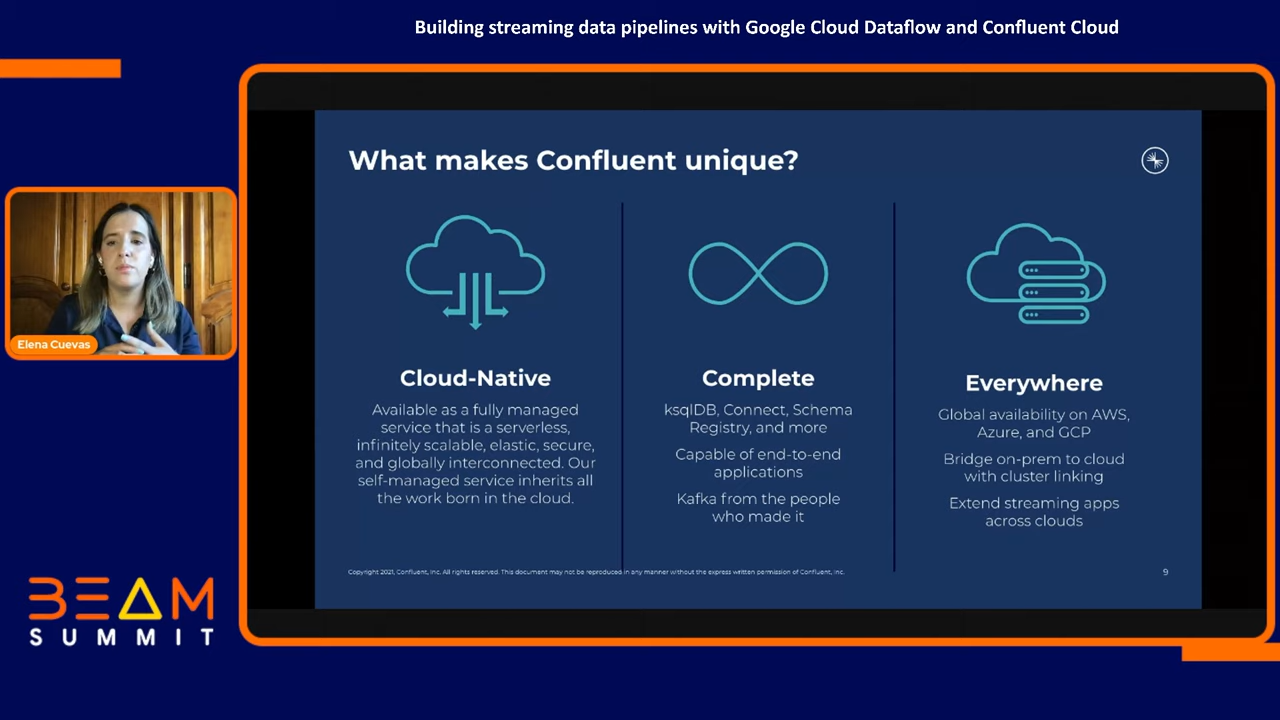 Building streaming data pipelines with Google Cloud Dataflow and Confluent Cloud
What makes Confluent unique?
Elena Cuevas
Cloud-Native
Available as a fully managed
service that is a serverless,
infinitely scalable, elastic, secure,
and globally interconnected. Our
self-managed service inherits all
the work born in the cloud.
Complete
ksqlDB, Connect, Schema
Registry, and more
Capable of end-to-end
applications
Kafka from the people
who made it
Everywhere
Global availability on AWS,
Azure, and GCP
Bridge on-prem to cloud
with cluster linking
Extend streaming apps
across clouds
Copyright 2021, Confluent, Inc. All rights reserved. This document may not be reproduced in any manner without the express written permission of Confluent, Inc.
9
BEAM
SUMMIT